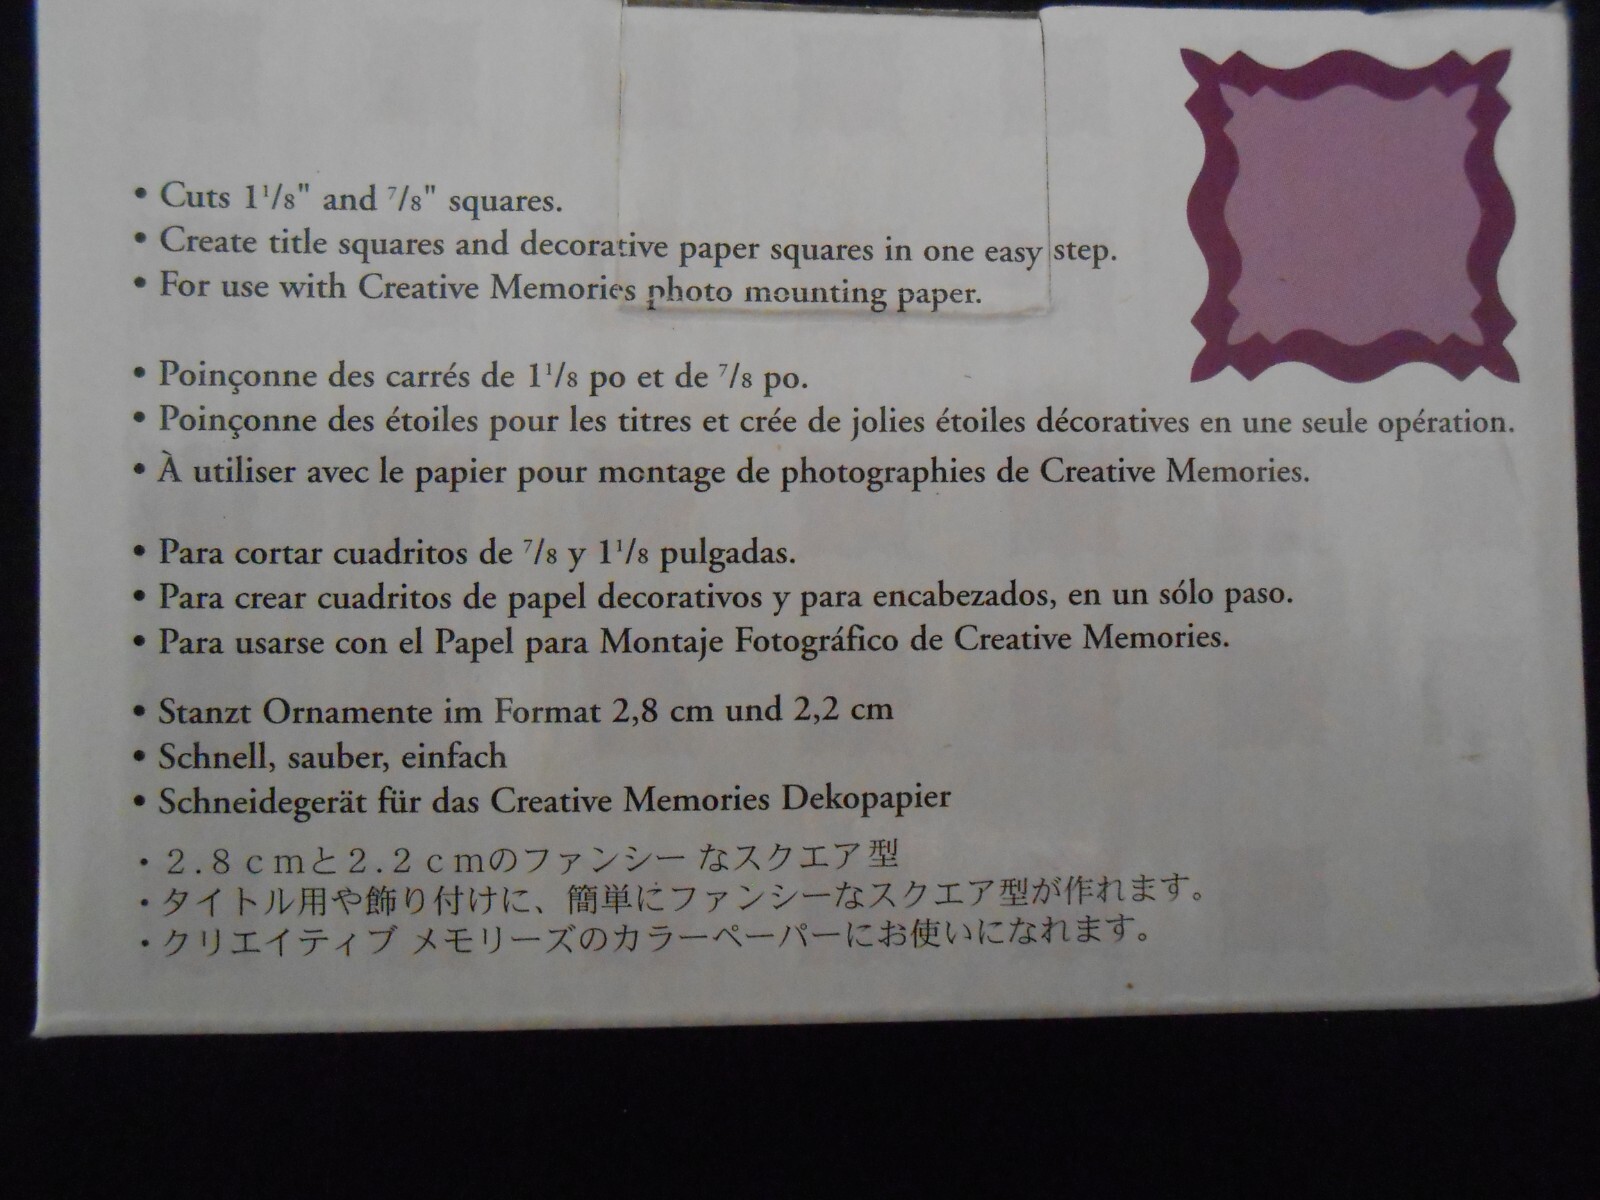 • Cuts 1 1/8" and 7/8" squares.
• Create title squares and decorative paper squares in one easy step.
• For use with Creative Memories photo mounting paper.
• Poinçonne des carrés de 1 1/8 po et de 7/8 po.
• Poinçonne des étoiles pour les titres et crée de jolies étoiles décoratives en une seule opération.
• À utiliser avec le papier pour montage de photographies de Creative Memories.
• Para cortar cuadritos de 7/8 y 1 1/8 pulgadas.
• Para crear cuadritos de papel decorativos y para encabezados, en un sólo paso.
• Para usarse con el Papel para Montaje Fotográfico de Creative Memories.
• Stanzt Ornamente im Format 2,8 cm und 2,2 cm
• Schnell, sauber, einfach
• Schneidegerät für das Creative Memories Dekopapier
・２.８ｃｍと２.２ｃｍのファンシーなスクエア型
・タイトル用や飾り付けに、簡単にファンシーなスクエア型が作れます。
・クリエイティブ メモリーズのカラーペーパーにお使いになれます。